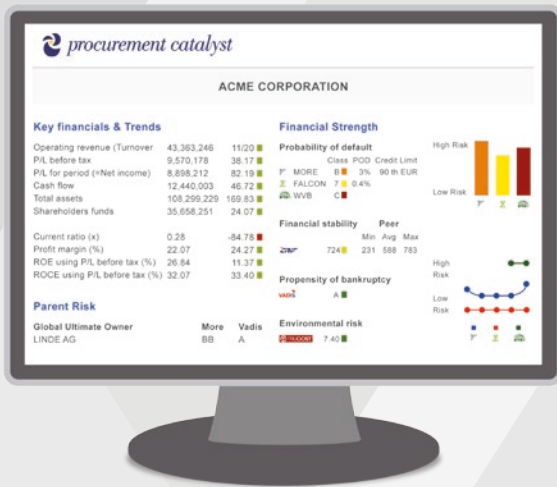 procurement catalyst
ACME CORPORATION
Key financials & Trends
Operating revenue (Turnover 43,363,246 11/20
P/L before tax 9,570,178 38.17
P/L for period (=Net income) 8,898,212 82.19
Cash flow 12,440,003 46.72
Total assets 108,299,229 169.83
Shareholders funds 35,658,251 24.07
Current ratio (x) 0.28 -84.78
Profit margin (%) 22.07 24.27
ROE using P/L before tax (%) 26.84 11.37
ROCE using P/L before tax (%) 32.07 33.40
Parent Risk
Global Ultimate Owner More Vadis
LINDE AG BB A
Financial Strength
Probability of default
Class POD Credit Limit
MORE B 3% 90 th EUR
FALCON 7 0.4%
WVB C
High Risk
Low Risk
Financial stability Peer
Min Avg Max
724 231 588 783
Propensity of bankruptcy
VADIS A
Environmental risk
7.40
High
Risk
Low
Risk